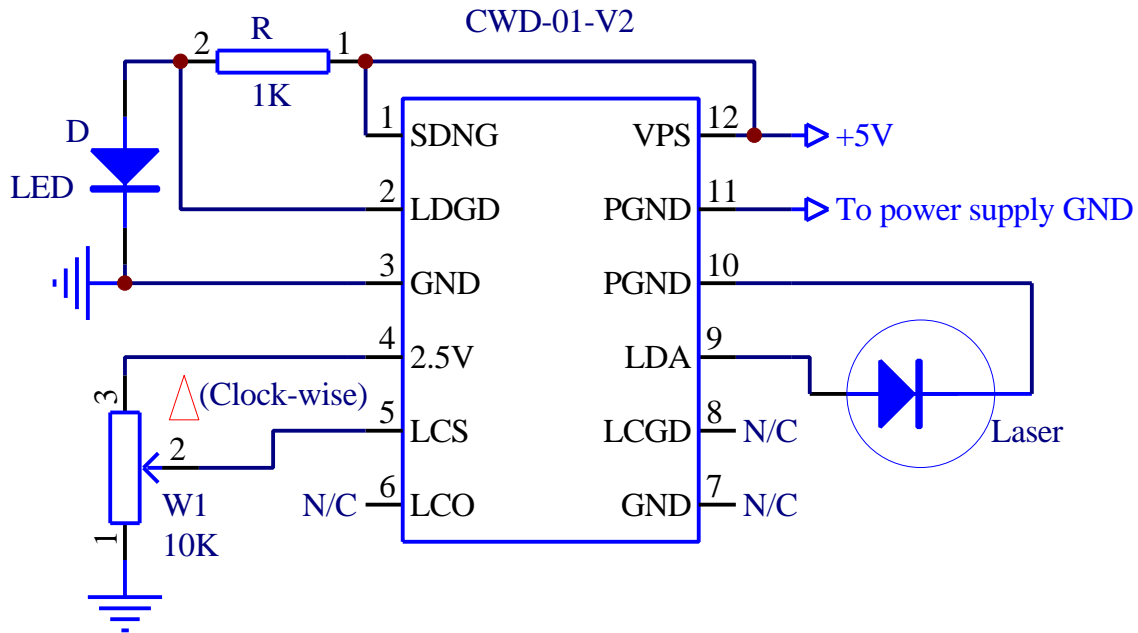 CWD-01-V2
2 R 1
1K
D
LED
1 SDNG
2 LDGD
3 GND
4 2.5V
5 LCS
6 LCO
N/C
VPS 12
+5V
PGND 11
To power supply GND
PGND 10
LDA 9
LCGD 8
N/C
GND 7
N/C
Laser
3
(Clock-wise)
2
W1
10K
1